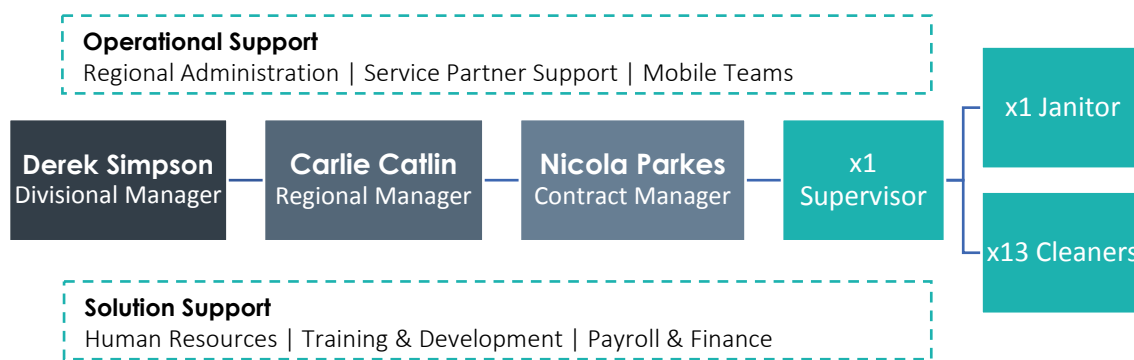 Operational Support
Regional Administration | Service Partner Support | Mobile Teams
Derek Simpson
Divisional Manager
Carlie Catlin
Regional Manager
Nicola Parkes
Contract Manager
x1
Supervisor
x1 Janitor
x13 Cleaners
Solution Support
Human Resources | Training & Development | Payroll & Finance